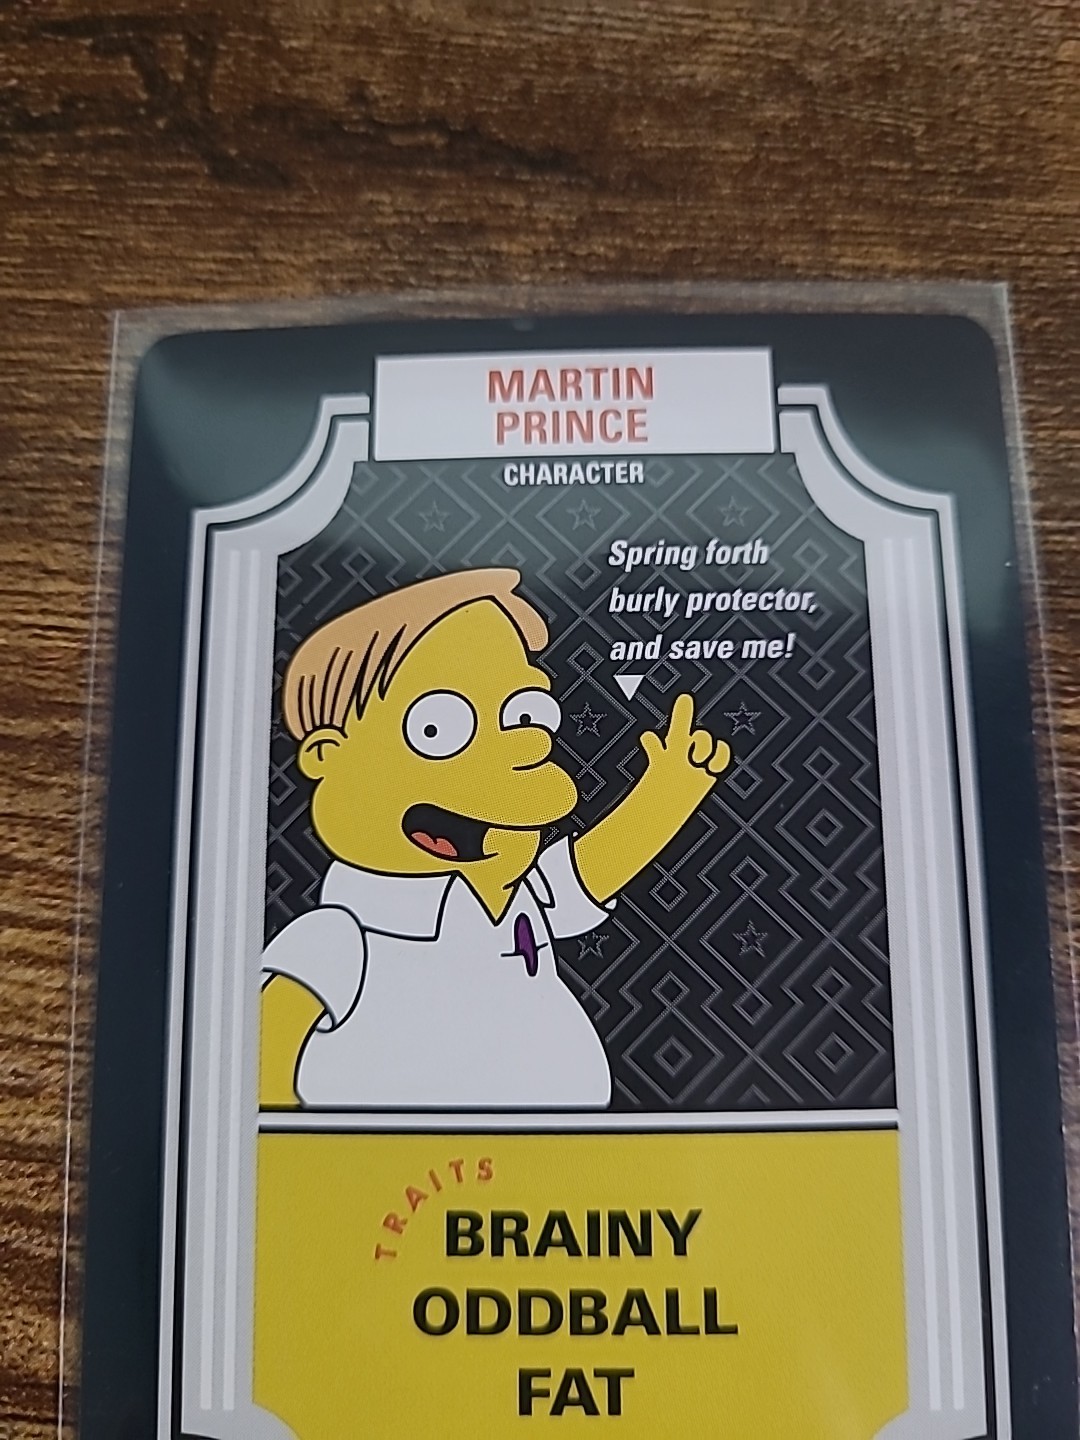 MARTIN
PRINCE
CHARACTER
Spring forth
burly protector,
and save me!
TRAITS
BRAINY
ODDBALL
FAT